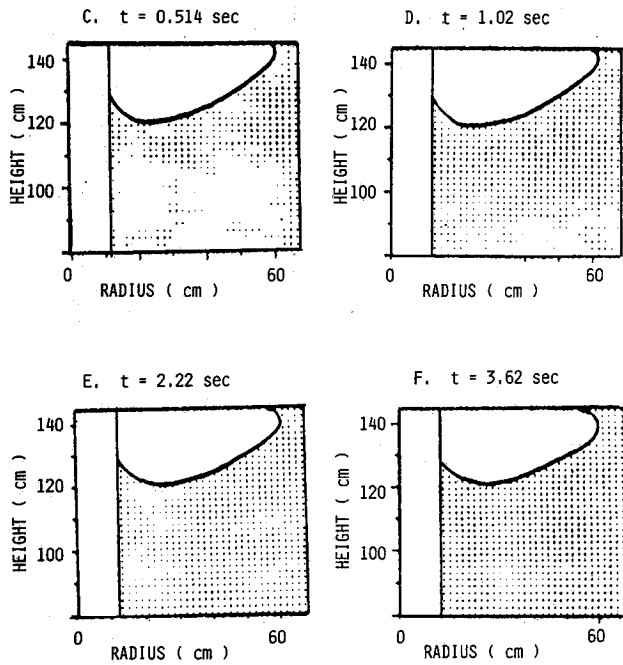 C. t = 0.514 sec
D. t = 1.02 sec
140
120
100
HEIGHT ( cm )
0
60
RADIUS ( cm )
140
120
100
HEIGHT ( cm )
0
60
RADIUS ( cm )
E. t = 2.22 sec
F. t = 3.62 sec
140
120
100
HEIGHT ( cm )
0
60
RADIUS ( cm )
140
120
100
HEIGHT ( cm )
0
60
RADIUS ( cm )